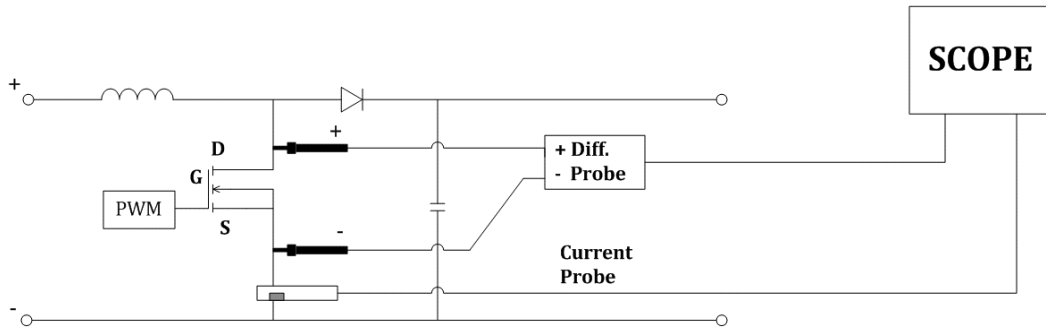 SCOPE
+
+
D
+ Diff.
- Probe
G
PWM
S
-
Current
Probe
-